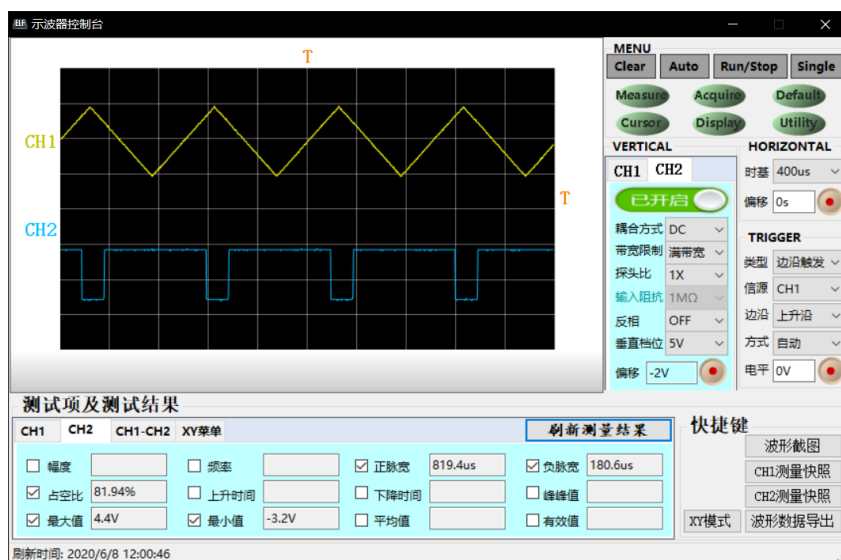 ELF 示波器控制台
T
CH1
CH2
T
MENU
Clear Auto Run/Stop Single
Measure Acquire Default
Cursor Display Utility
VERTICAL
CH1 CH2
已开启
耦合方式 DC
带宽限制 满带宽
探头比 1X
输入阻抗 1MΩ
反相 OFF
垂直档位 5V
偏移 -2V
HORIZONTAL
时基 400us
偏移 0s
TRIGGER
类型 边沿触发
信源 CH1
边沿 上升沿
方式 自动
电平 0V
测试项及测试结果
CH1 CH2 CH1-CH2 XY菜单
刷新测量结果
幅度 频率 正脉宽 819.4us 负脉宽 180.6us
占空比 81.94% 上升时间 下降时间 峰峰值
最大值 4.4V 最小值 -3.2V 平均值 有效值
快捷键
波形截图
CH1测量快照
CH2测量快照
XY模式 波形数据导出
刷新时间: 2020/6/8 12:00:46